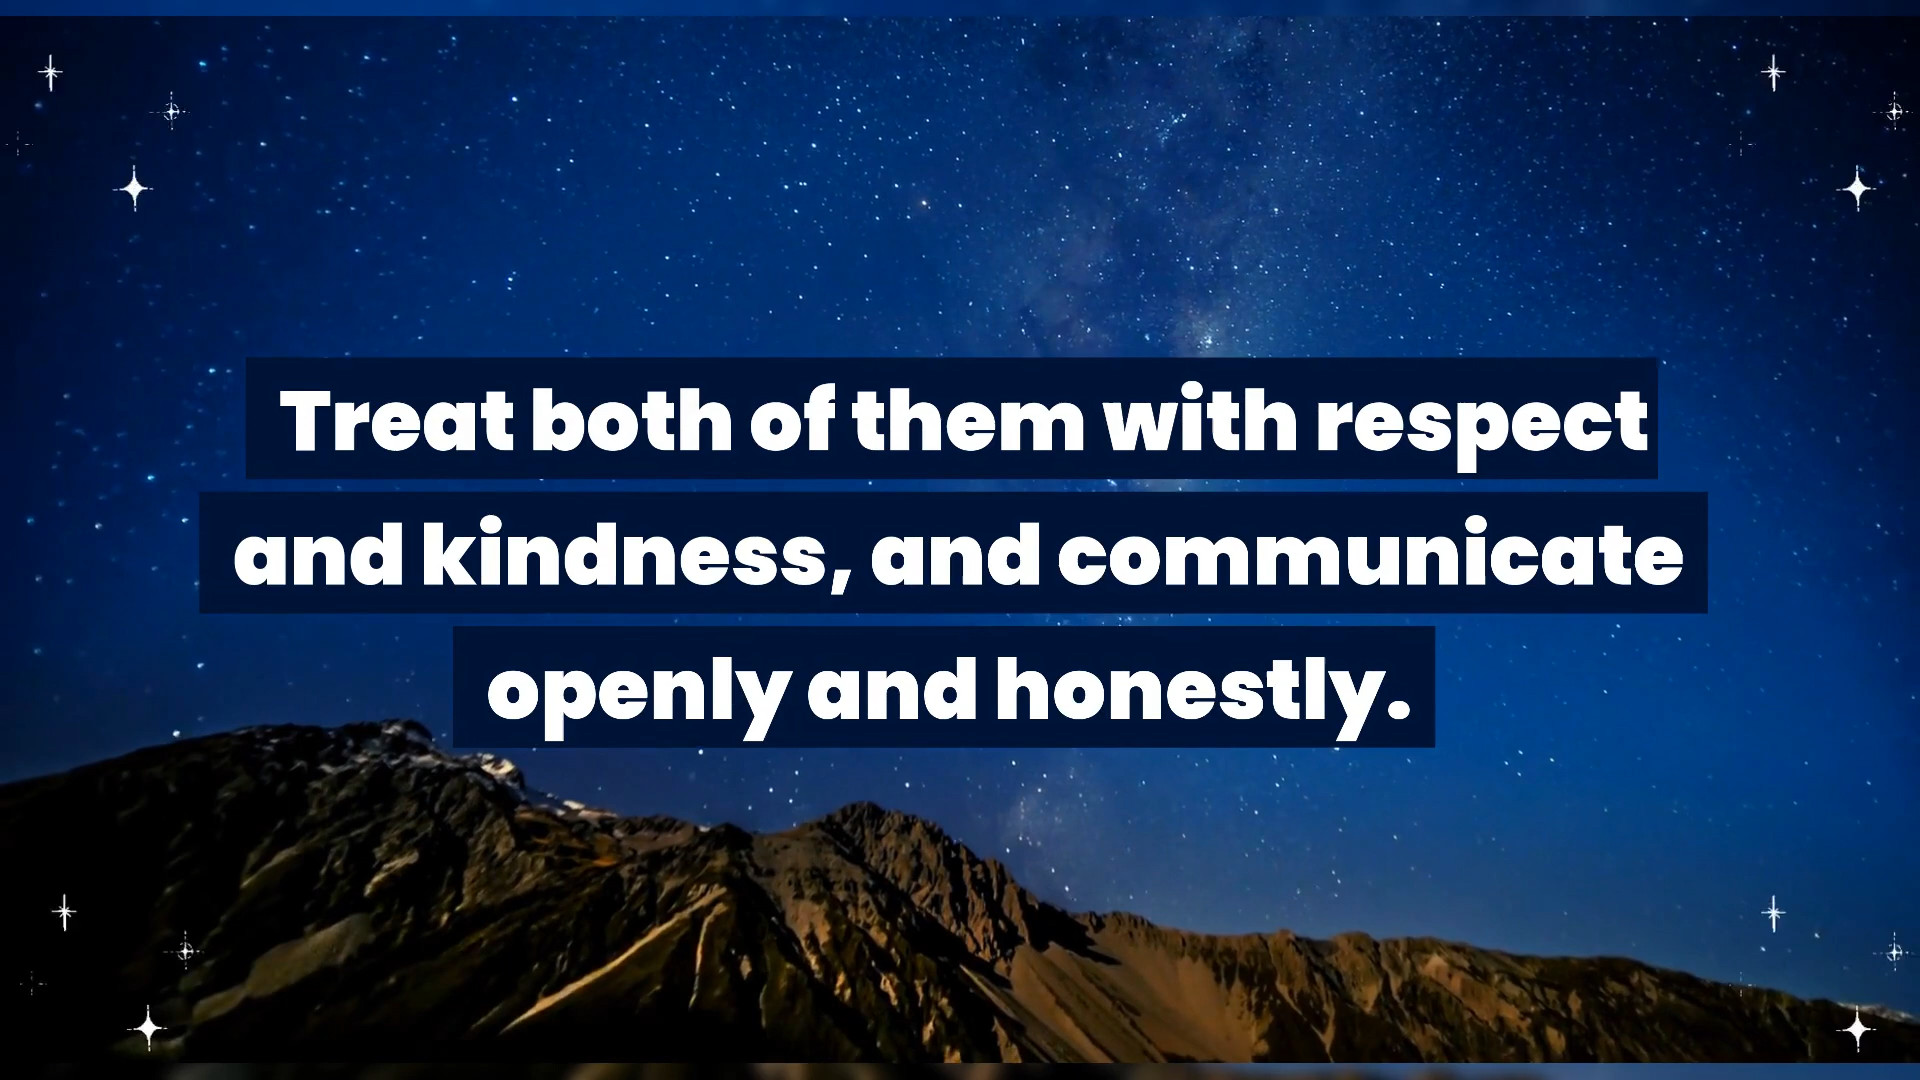 Treat both of them with respect
and kindness, and communicate
openly and honestly.